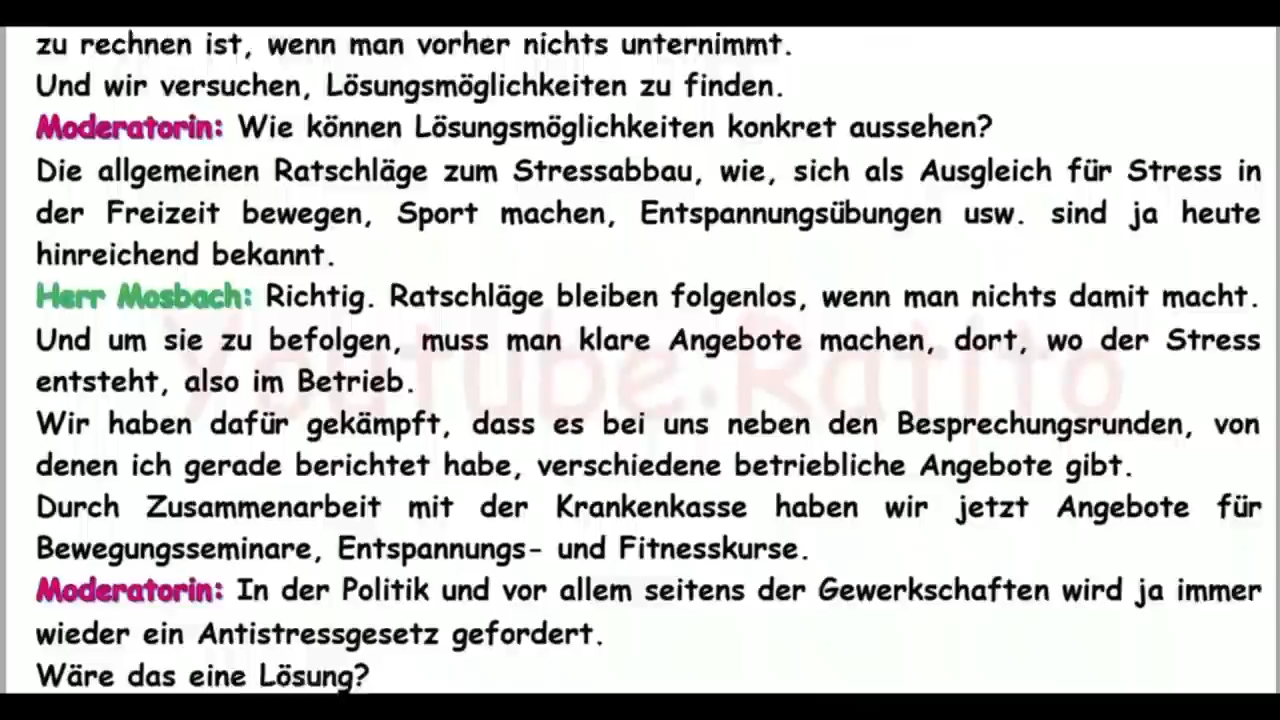 zu rechnen ist, wenn man vorher nichts unternimmt.
Und wir versuchen, Lösungsmöglichkeiten zu finden.
Moderatorin: Wie können Lösungsmöglichkeiten konkret aussehen?
Die allgemeinen Ratschläge zum Stressabbau, wie, sich als Ausgleich für Stress in
der Freizeit bewegen, Sport machen, Entspannungsübungen usw. sind ja heute
hinreichend bekannt.
Herr Mosbach: Richtig. Ratschläge bleiben folgenlos, wenn man nichts damit macht.
Und um sie zu befolgen, muss man klare Angebote machen, dort, wo der Stress
entsteht, also im Betrieb.
Wir haben dafür gekämpft, dass es bei uns neben den Besprechungsrunden, von
denen ich gerade berichtet habe, verschiedene betriebliche Angebote gibt.
Durch Zusammenarbeit mit der Krankenkasse haben wir jetzt Angebote für
Bewegungsseminare, Entspannungs- und Fitnesskurse.
Moderatorin: In der Politik und vor allem seitens der Gewerkschaften wird ja immer
wieder ein Antistressgesetz gefordert.
Wäre das eine Lösung?
Youtube:Ratito